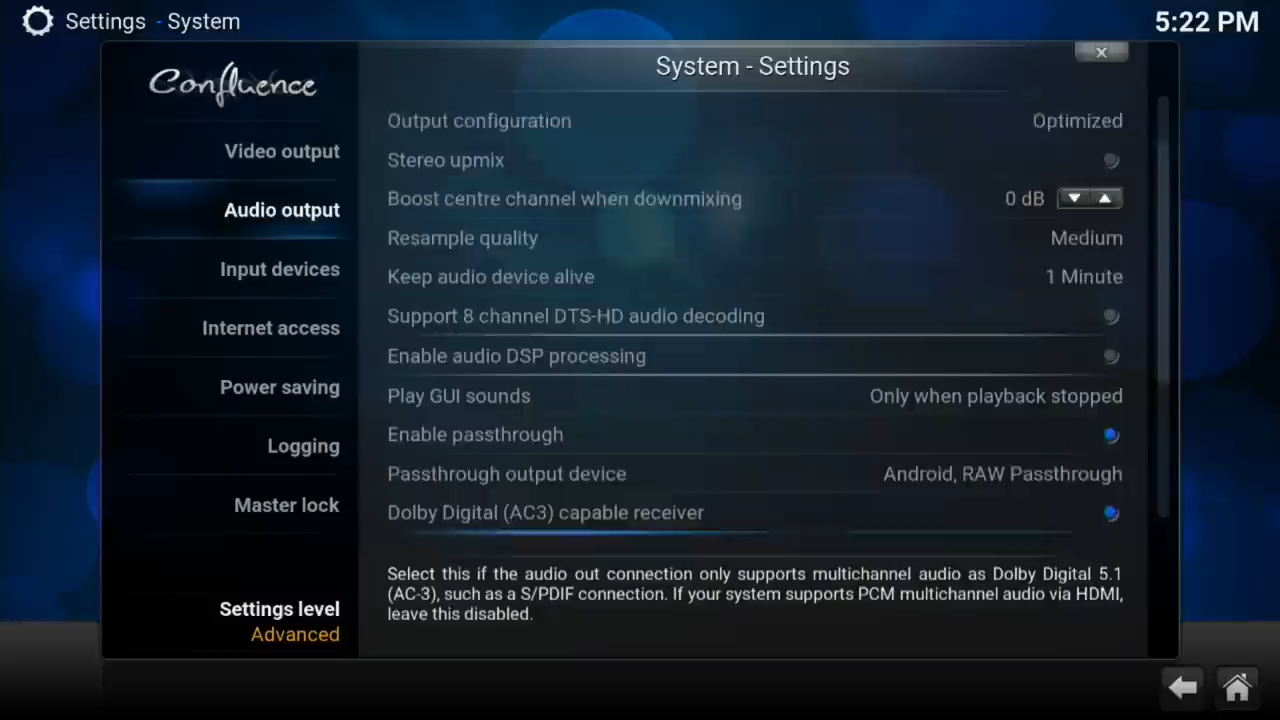 Settings - System
5:22 PM
Confluence
System - Settings
Video output
Audio output
Input devices
Internet access
Power saving
Logging
Master lock
Settings level
Advanced
Output configuration Optimized
Stereo upmix
Boost centre channel when downmixing 0 dB
Resample quality Medium
Keep audio device alive 1 Minute
Support 8 channel DTS-HD audio decoding
Enable audio DSP processing
Play GUI sounds Only when playback stopped
Enable passthrough
Passthrough output device Android, RAW Passthrough
Dolby Digital (AC3) capable receiver
Select this if the audio out connection only supports multichannel audio as Dolby Digital 5.1
(AC-3), such as a S/PDIF connection. If your system supports PCM multichannel audio via HDMI,
leave this disabled.